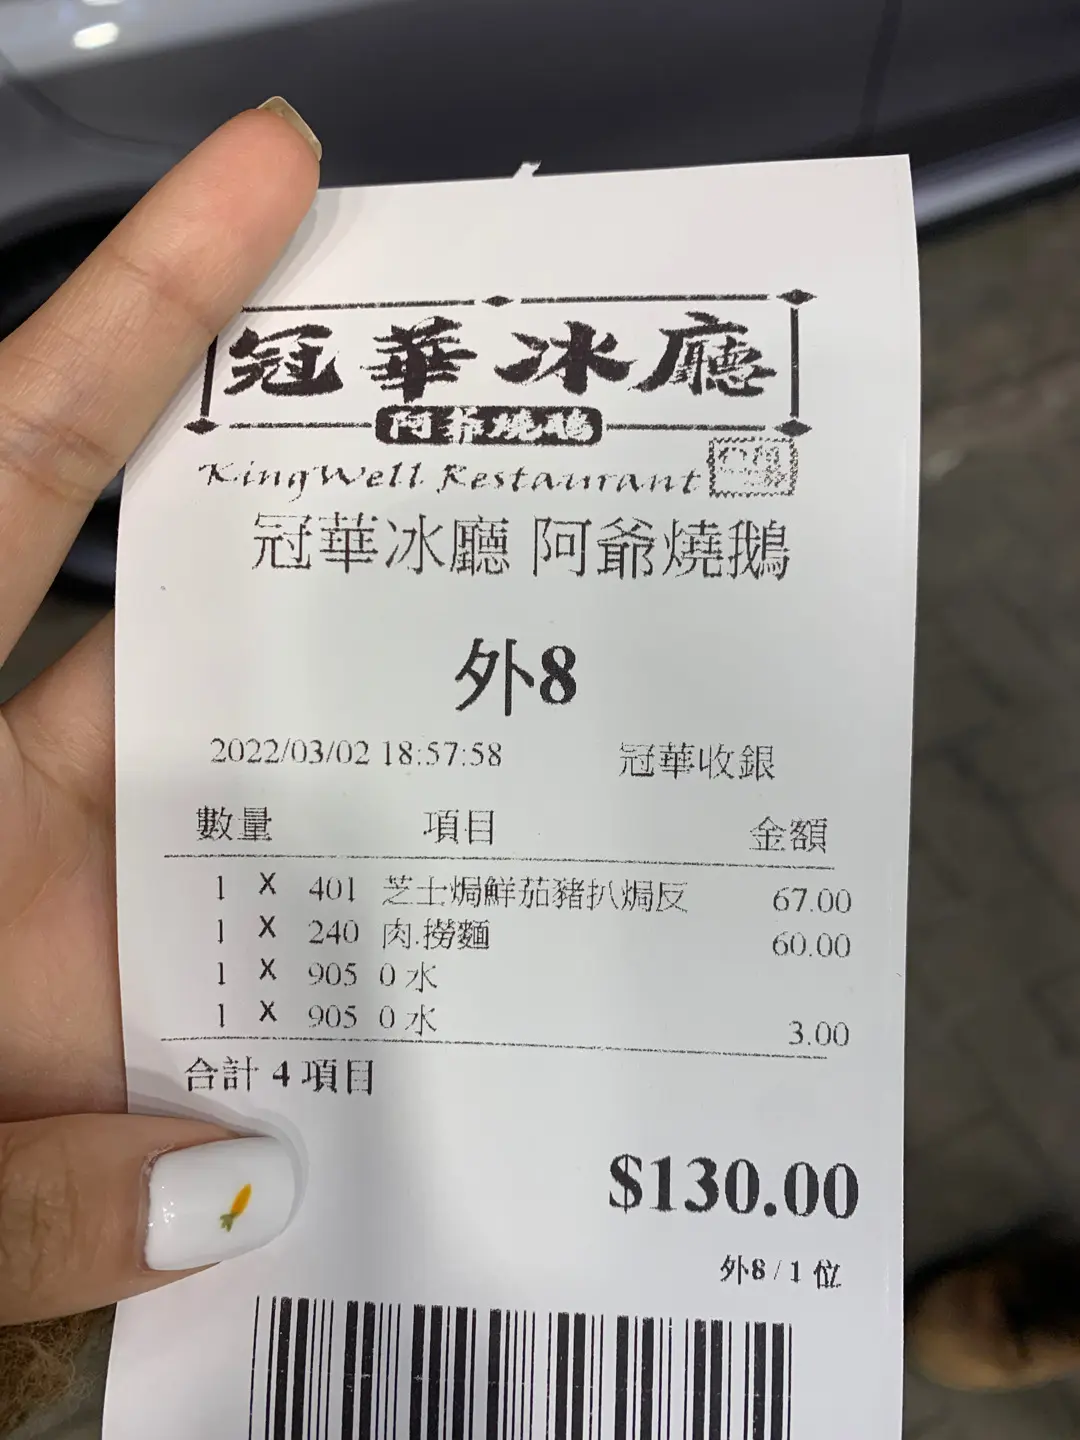 冠華冰廳
阿爺燒鵝
KingWell Restaurant
冠華冰廳 阿爺燒鵝
外8
2022/03/02 18:57:58 冠華收銀
數量 項目 金額
1 X 401 芝士焗鮮茄豬扒焗反 67.00
1 X 240 肉.撈麵 60.00
1 X 905 0 水
1 X 905 0 水 3.00
合計 4 項目
$130.00
外8 / 1 位